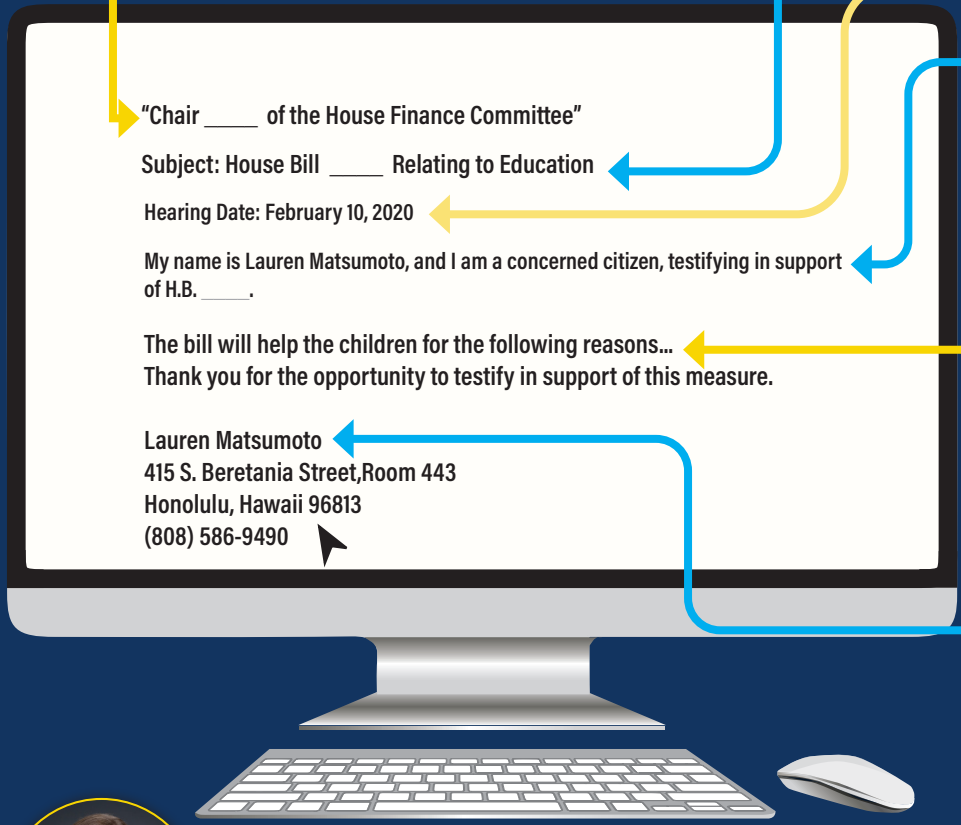 “Chair ____ of the House Finance Committee”
Subject: House Bill ____ Relating to Education
Hearing Date: February 10, 2020
My name is Lauren Matsumoto, and I am a concerned citizen, testifying in support
of H.B. ____.
The bill will help the children for the following reasons...
Thank you for the opportunity to testify in support of this measure.
Lauren Matsumoto
415 S. Beretania Street,Room 443
Honolulu, Hawaii 96813
(808) 586-9490